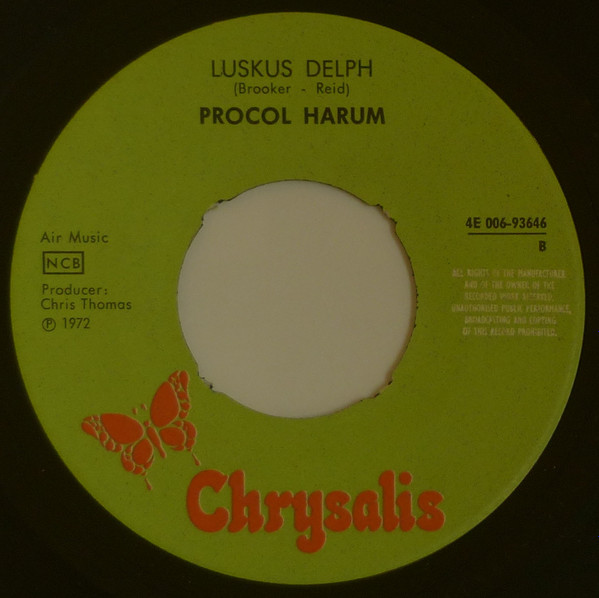 LUSKUS DELPH
(Brooker - Reid)
PROCOL HARUM
4E 006-93646
B
Air Music
NCB
Producer:
Chris Thomas
Ⓟ 1972
ALL RIGHTS OF THE MANUFACTURER
AND OF THE OWNER OF THE
RECORDED WORK RESERVED.
UNAUTHORISED PUBLIC PERFORMANCE,
BROADCASTING AND COPYING
OF THIS RECORD PROHIBITED.
Chrysalis